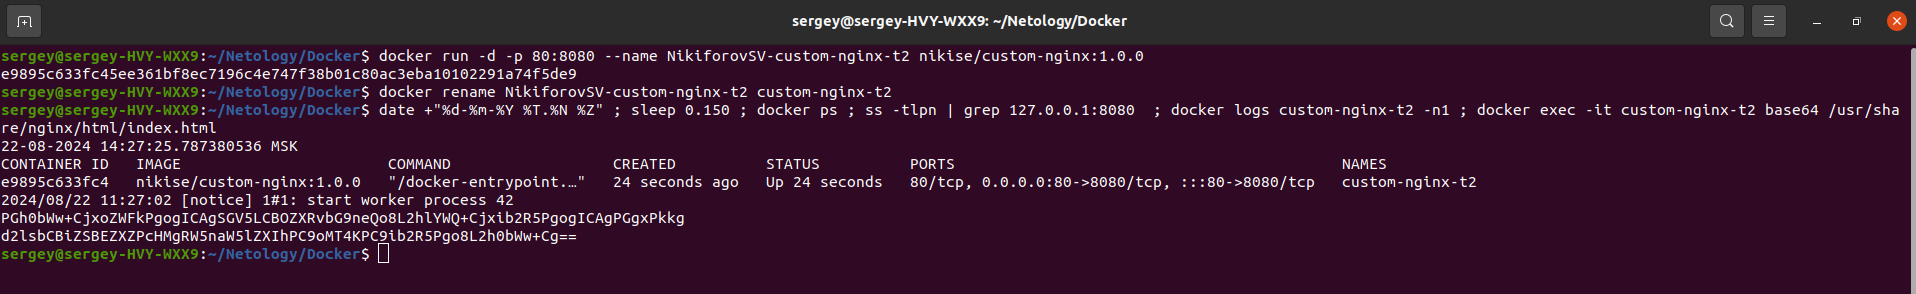 sergey@sergey-HVY-WXX9: ~/Netology/Docker
sergey@sergey-HVY-WXX9:~/Netology/Docker$ docker run -d -p 80:8080 --name NikiforovSV-custom-nginx-t2 nikise/custom-nginx:1.0.0
e9895c633fc45ee361bf8ec7196c4e747f38b01c80ac3eba10102291a74f5de9
sergey@sergey-HVY-WXX9:~/Netology/Docker$ docker rename NikiforovSV-custom-nginx-t2 custom-nginx-t2
sergey@sergey-HVY-WXX9:~/Netology/Docker$ date +"%d-%m-%Y %T.%N %Z" ; sleep 0.150 ; docker ps ; ss -tlpn | grep 127.0.0.1:8080  ; docker logs custom-nginx-t2 -n1 ; docker exec -it custom-nginx-t2 base64 /usr/sha
re/nginx/html/index.html
22-08-2024 14:27:25.787380536 MSK
CONTAINER ID   IMAGE                       COMMAND                  CREATED          STATUS          PORTS                                               NAMES
e9895c633fc4   nikise/custom-nginx:1.0.0   "/docker-entrypoint.…"   24 seconds ago   Up 24 seconds   80/tcp, 0.0.0.0:80->8080/tcp, :::80->8080/tcp   custom-nginx-t2
2024/08/22 11:27:02 [notice] 1#1: start worker process 42
PGh0bWw+CjxoZWFkPgogICAgSGV5LCBOZXRvbG9neQo8L2hlYWQ+Cjxib2R5PgogICAgPGgxPkkg
d2lsbCBiZSBEZXZPcHMgRW5naW5lZXIhPC9oMT4KPC9ib2R5Pgo8L2h0bWw+Cg==
sergey@sergey-HVY-WXX9:~/Netology/Docker$